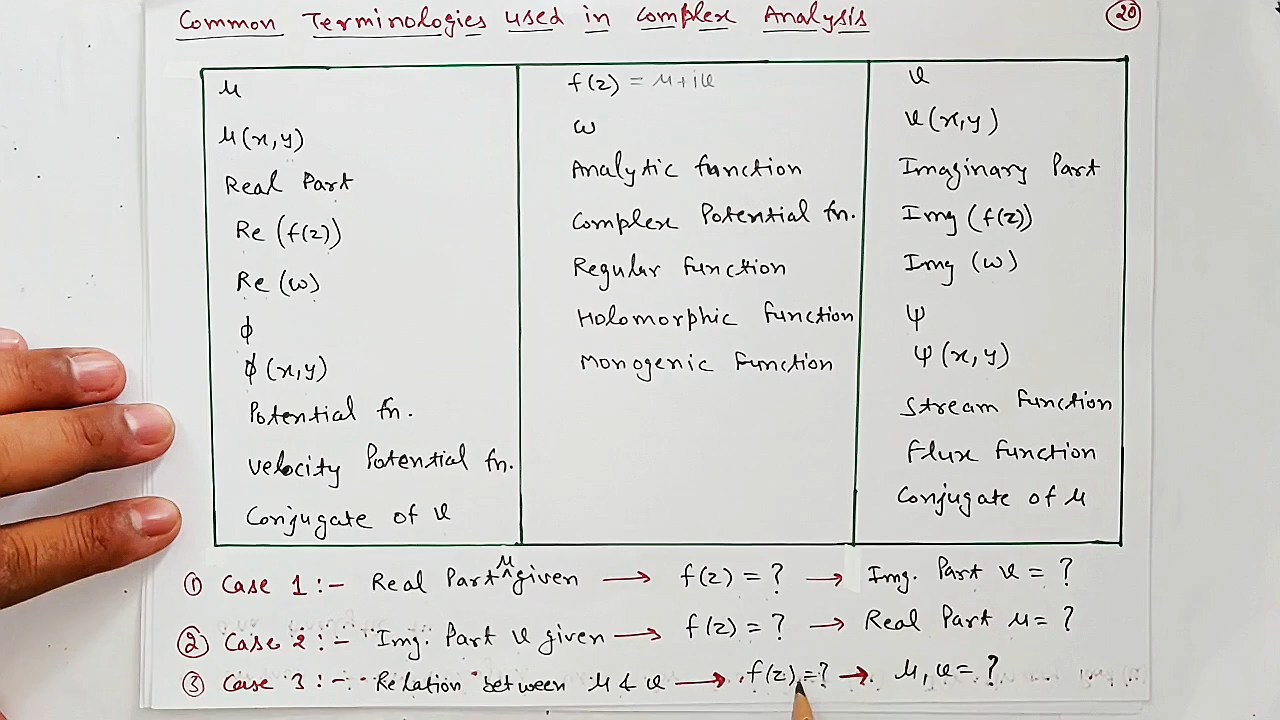 Common Terminologies used in Complex Analysis
20
u
u(x,y)
Real Part
Re (f(z))
Re (ω)
ϕ
ϕ(x,y)
Potential fn.
Velocity Potential fn.
Conjugate of v
f(z) = u+iv
ω
Analytic function
Complex Potential fn.
Regular function
Holomorphic function
Monogenic Function
v
v(x,y)
Imaginary Part
Img (f(z))
Img (ω)
ψ
ψ(x,y)
Stream function
Flux function
Conjugate of u
① Case 1 :- Real Part u given → f(z) = ? → Img. Part v = ?
② Case 2 :- Img. Part v given → f(z) = ? → Real Part u = ?
③ Case 3 :- Relation between u & v → f(z) = ? → u, v = ?